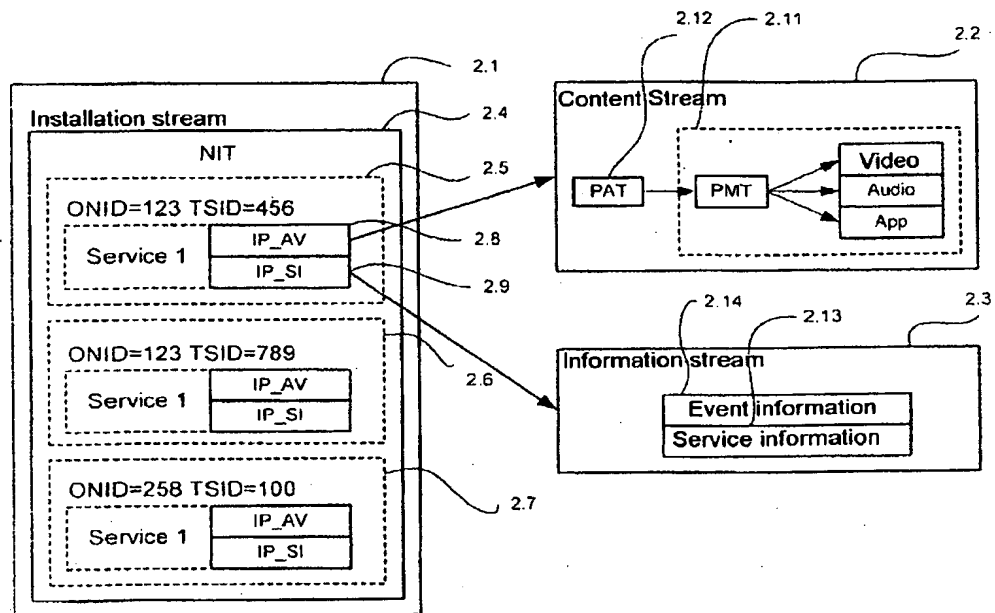 2.1
Installation stream
2.4
NIT
2.5
ONID=123 TSID=456
Service 1
IP_AV
IP_SI
2.8
2.9
ONID=123 TSID=789
Service 1
IP_AV
IP_SI
2.6
ONID=258 TSID=100
Service 1
IP_AV
IP_SI
2.7
2.12
2.11
2.2
Content Stream
PAT
PMT
Video
Audio
App
2.14
2.13
2.3
Information stream
Event information
Service information